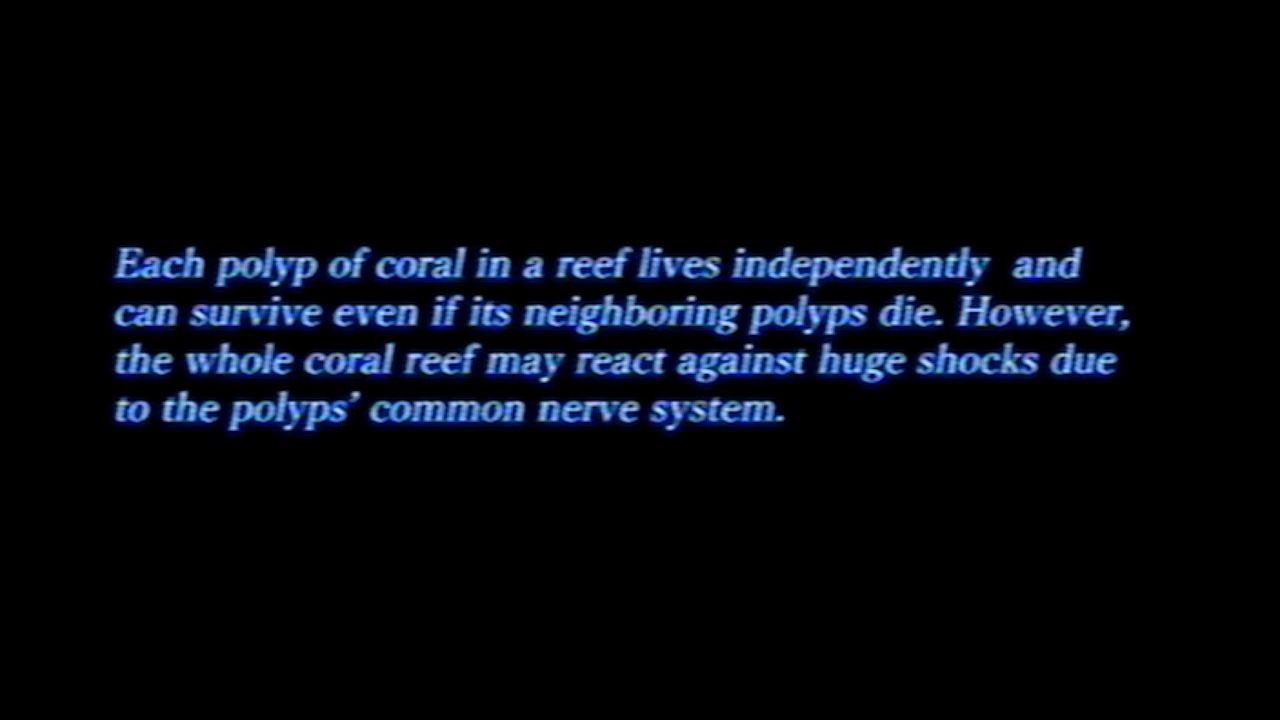 Each polyp of coral in a reef lives independently  and
can survive even if its neighboring polyps die. However,
the whole coral reef may react against huge shocks due
to the polyps’ common nerve system.